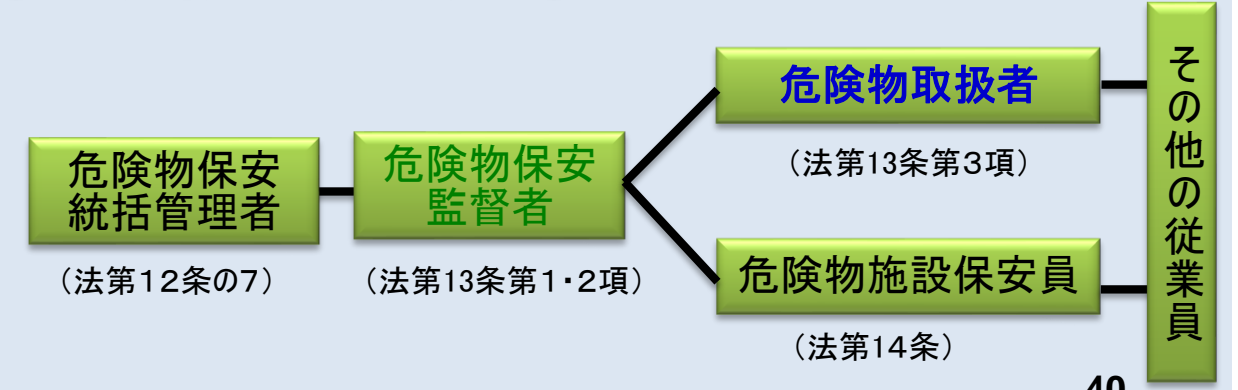 危険物保安
統括管理者
（法第１２条の７）
危険物保安
監督者
（法第13条第１・２項）
危険物取扱者
（法第13条第３項）
危険物施設保安員
（法第１４条）
その他の従業員
40